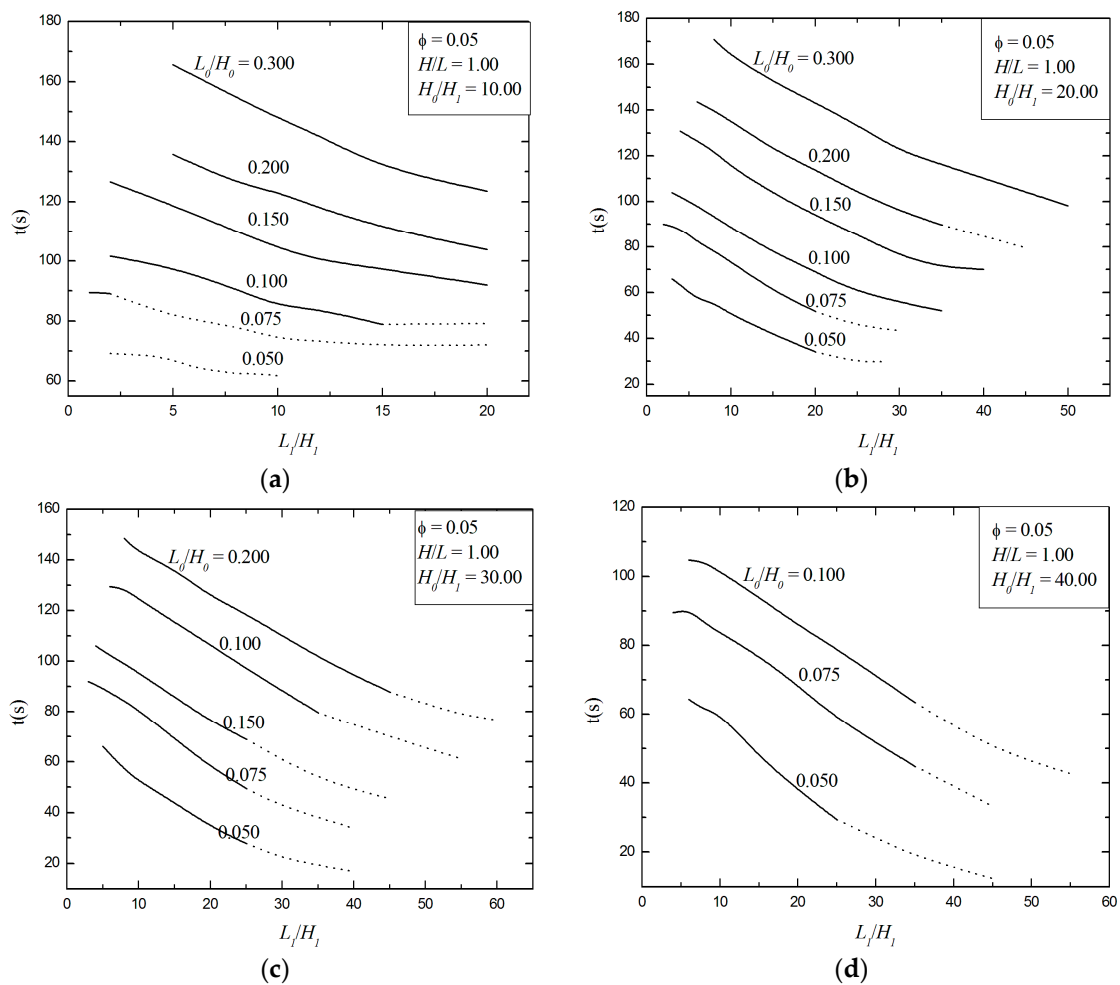 180
160
140
120
100
80
60
t(s)
0
5
10
15
20
L1/H1
L0/H0 = 0.300
0.200
0.150
0.100
0.075
0.050
ϕ = 0.05
H/L = 1.00
H0/H1 = 10.00
(a)
180
160
140
120
100
80
60
40
20
t(s)
0
10
20
30
40
50
L1/H1
L0/H0 = 0.300
0.200
0.150
0.100
0.075
0.050
ϕ = 0.05
H/L = 1.00
H0/H1 = 20.00
(b)
160
140
120
100
80
60
40
20
t(s)
0
10
20
30
40
50
60
L1/H1
L0/H0 = 0.200
0.100
0.150
0.075
0.050
ϕ = 0.05
H/L = 1.00
H0/H1 = 30.00
(c)
120
100
80
60
40
20
t(s)
0
10
20
30
40
50
60
L1/H1
L0/H0 = 0.100
0.075
0.050
ϕ = 0.05
H/L = 1.00
H0/H1 = 40.00
(d)